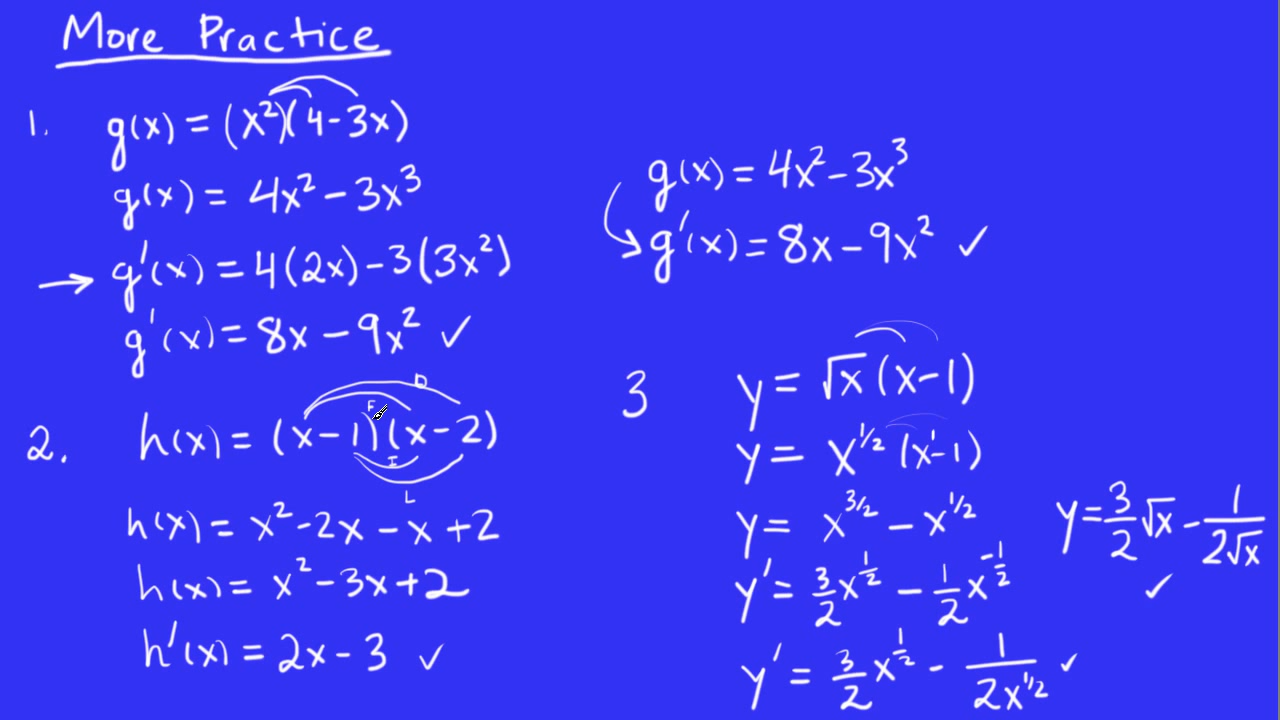 More Practice
1. g(x) = (x²)(4-3x)
g(x) = 4x² - 3x³
→ g'(x) = 4(2x) - 3(3x²)
g'(x) = 8x - 9x² ✓
2. h(x) = (x-1)(x-2)
F O I L
h(x) = x² - 2x - x + 2
h(x) = x² - 3x + 2
h'(x) = 2x - 3 ✓
g(x) = 4x² - 3x³
g'(x) = 8x - 9x² ✓
3 y = √x (x-1)
y = x^1/2 (x¹-1)
y = x^3/2 - x^1/2
y' = 3/2 x^1/2 - 1/2 x^-1/2
y' = 3/2 x^1/2 - 1/(2x^1/2) ✓
y = 3/2 √x - 1/(2√x)
✓